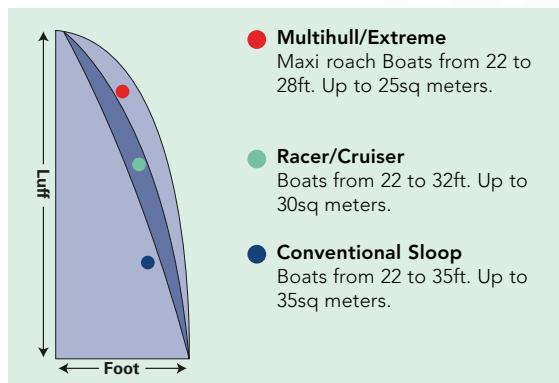 Luff
Foot
Multihull/Extreme
Maxi roach Boats from 22 to
28ft. Up to 25sq meters.
Racer/Cruiser
Boats from 22 to 32ft. Up to
30sq meters.
Conventional Sloop
Boats from 22 to 35ft. Up to
35sq meters.